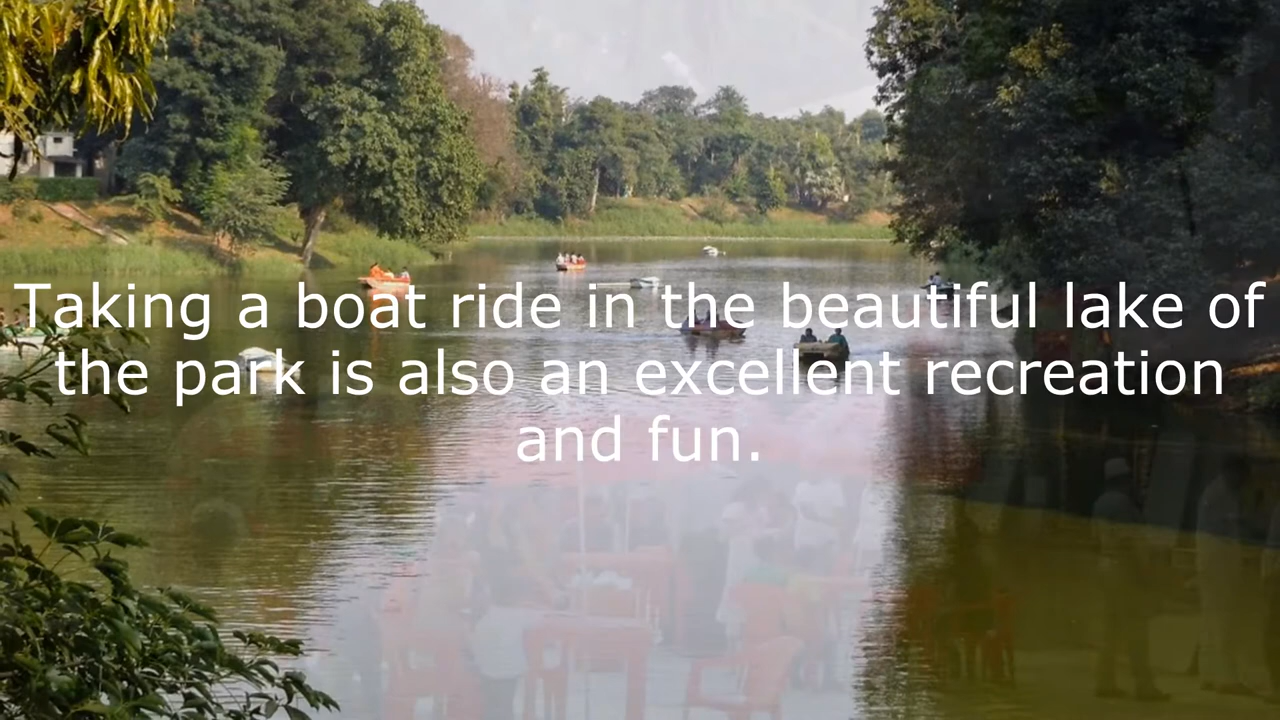 Taking a boat ride in the beautiful lake of
the park is also an excellent recreation
and fun.